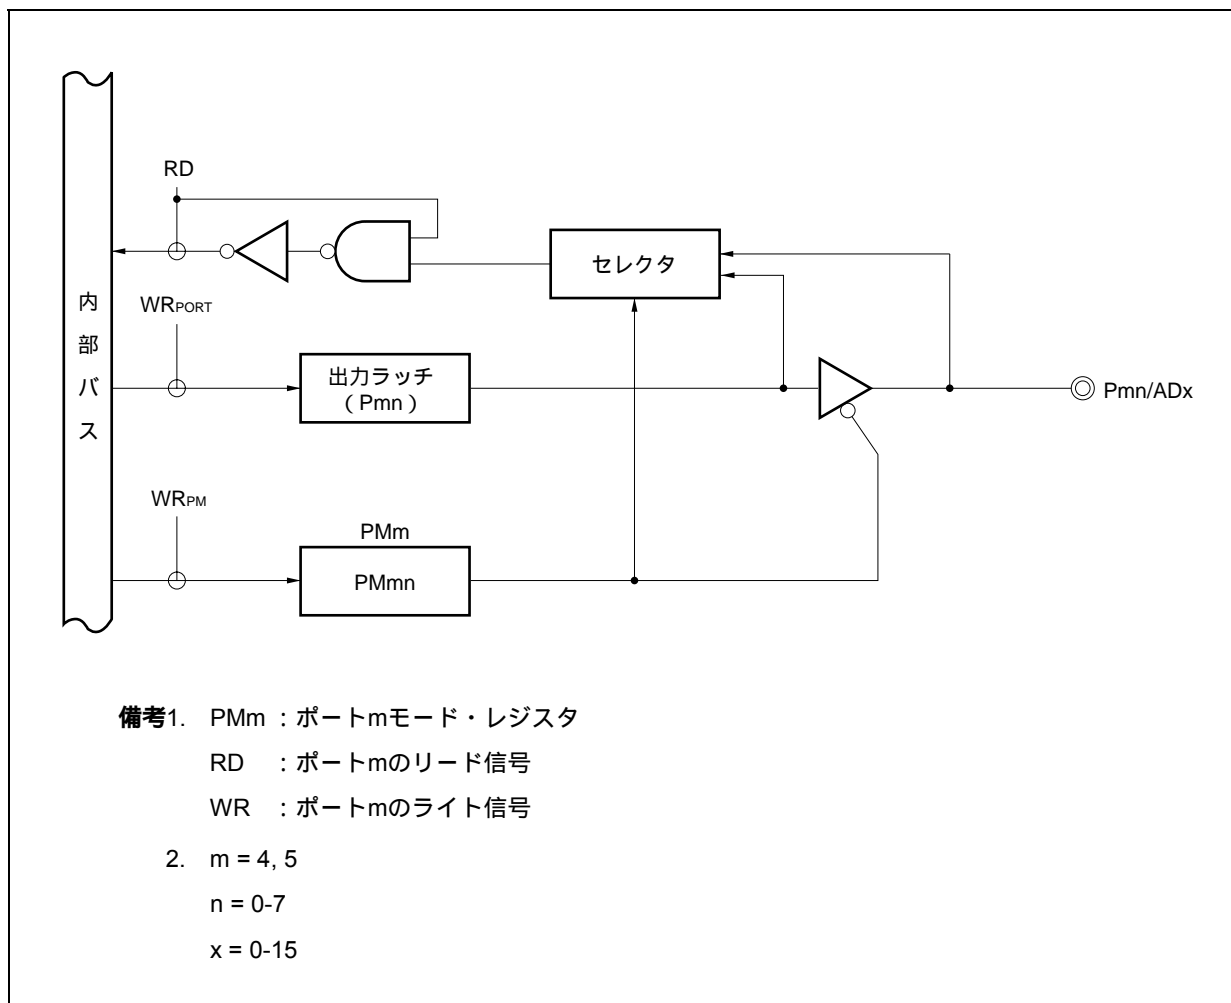 RD
セレクタ
内部バス
WRPORT
出力ラッチ
（Pmn）
Pmn/ADx
WRPM
PMm
PMmn
備考1. PMm ：ポートmモード・レジスタ
RD ：ポートmのリード信号
WR ：ポートmのライト信号
2. m = 4, 5
n = 0-7
x = 0-15